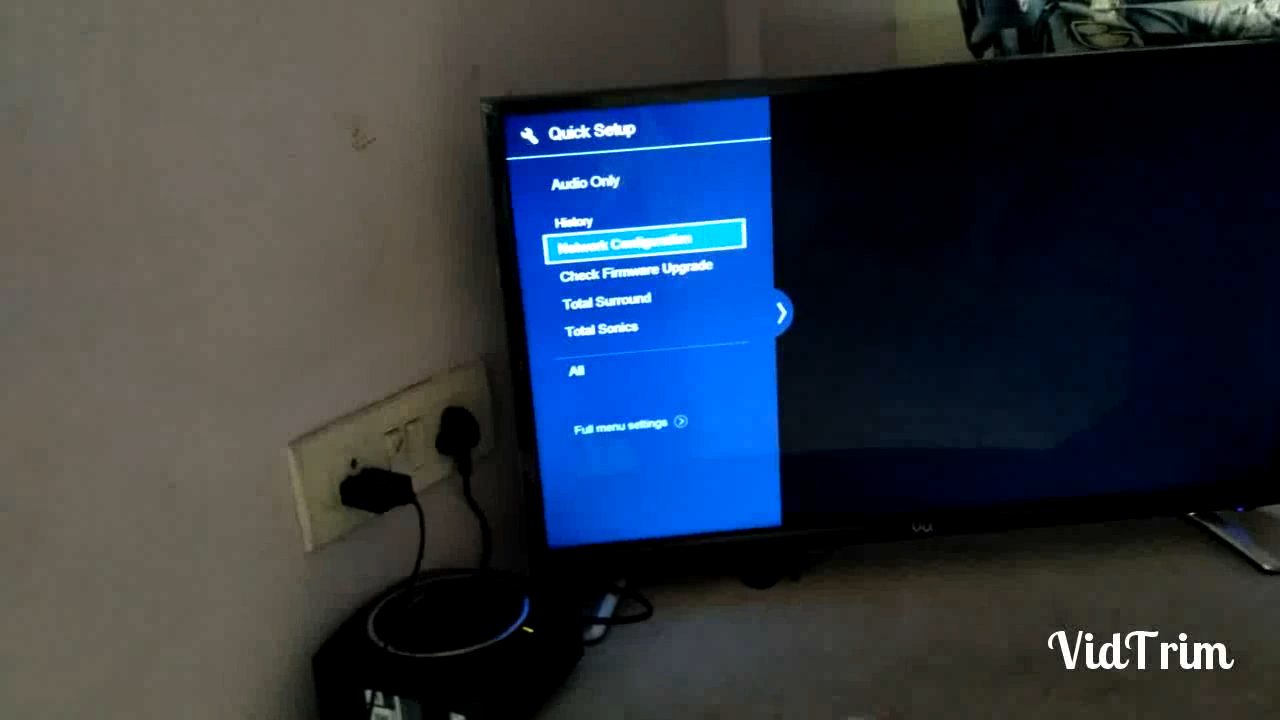 Quick Setup
Audio Only
History
Network Configuration
Check Firmware Upgrade
Total Surround
Total Sonics
All
Full menu settings
Vu
VidTrim